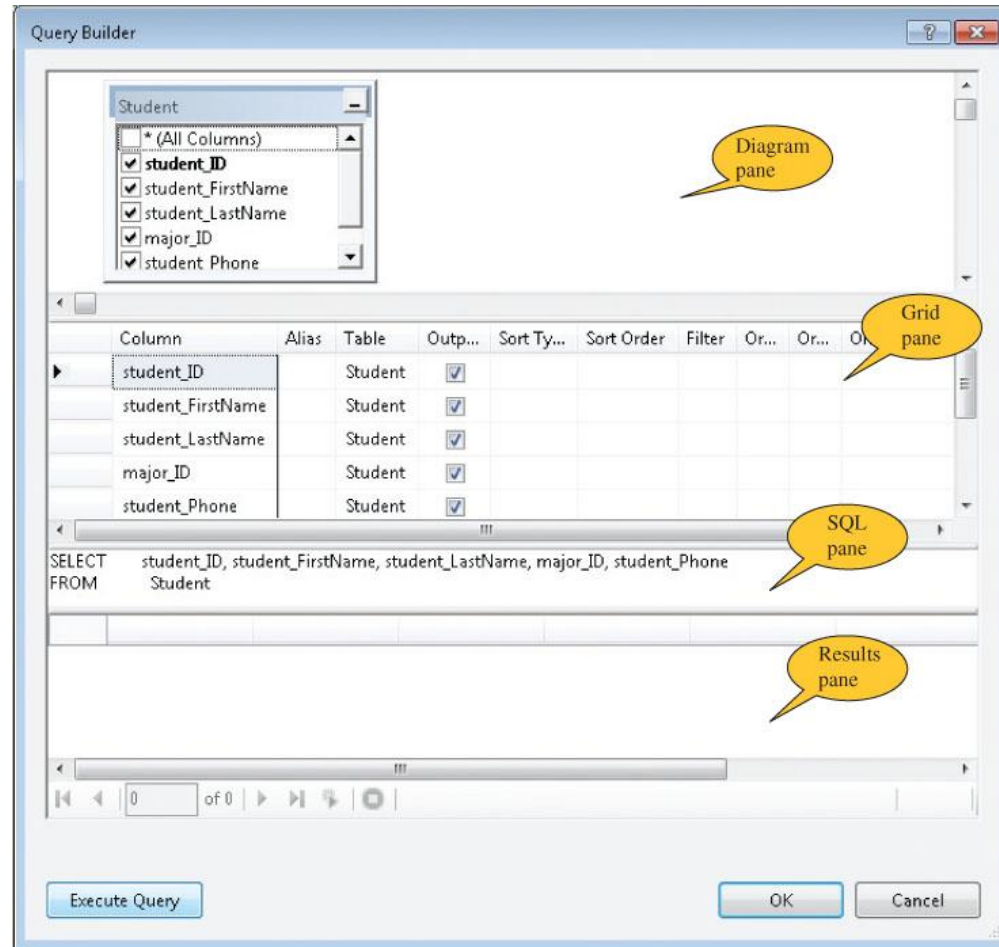 Query Builder
Student
* (All Columns)
student_ID
student_FirstName
student_LastName
major_ID
student_Phone
Diagram
pane
Grid
pane
Column Alias Table Outp... Sort Ty... Sort Order Filter Or... Or...
student_ID Student
student_FirstName Student
student_LastName Student
major_ID Student
student_Phone Student
SQL
pane
SELECT student_ID, student_FirstName, student_LastName, major_ID, student_Phone
FROM Student
Results
pane
0 of 0
Execute Query OK Cancel